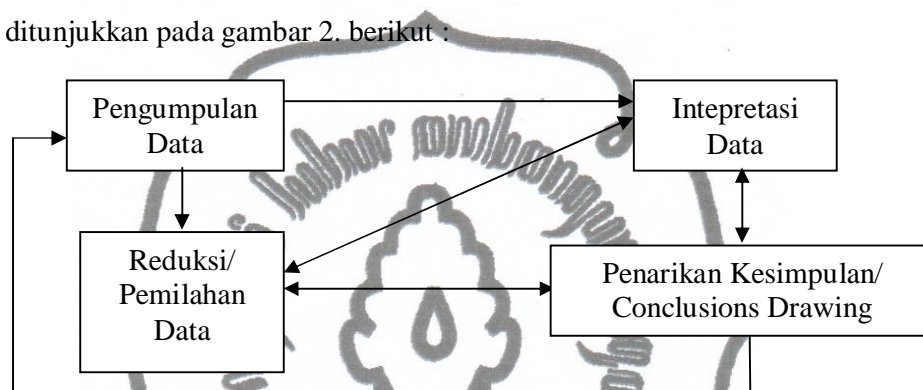 ditunjukkan pada gambar 2. berikut :
Pengumpulan
Data
Intepretasi
Data
Reduksi/
Pemilahan
Data
Penarikan Kesimpulan/
Conclusions Drawing